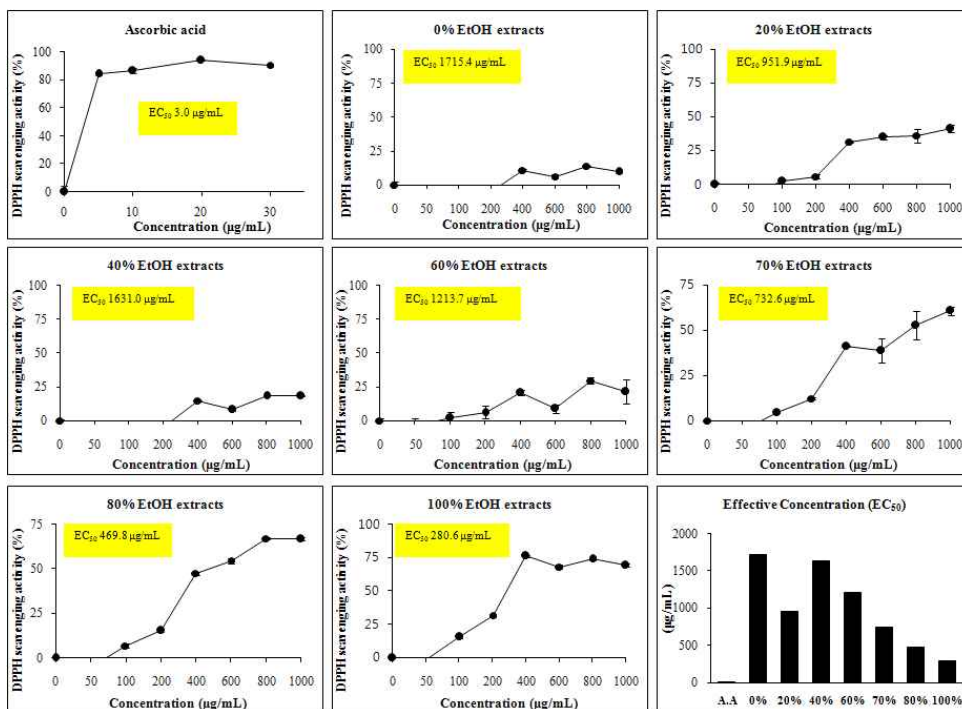 Ascorbic acid
DPPH scavenging activity (%)
100
80
60
40
20
0
EC50 3.0 µg/mL
0 10 20 30
Concentration (µg/mL)
0% EtOH extracts
DPPH scavenging activity (%)
100
75
50
25
0
EC50 1715.4 µg/mL
0 50 100 200 400 600 800 1000
Concentration (µg/mL)
20% EtOH extracts
DPPH scavenging activity (%)
100
75
50
25
0
EC50 951.9 µg/mL
0 50 100 200 400 600 800 1000
Concentration (µg/mL)
40% EtOH extracts
DPPH scavenging activity (%)
100
75
50
25
0
EC50 1631.0 µg/mL
0 50 100 200 400 600 800 1000
Concentration (µg/mL)
60% EtOH extracts
DPPH scavenging activity (%)
100
75
50
25
0
EC50 1213.7 µg/mL
0 50 100 200 400 600 800 1000
Concentration (µg/mL)
70% EtOH extracts
DPPH scavenging activity (%)
75
50
25
0
EC50 732.6 µg/mL
0 50 100 200 400 600 800 1000
Concentration (µg/mL)
80% EtOH extracts
DPPH scavenging activity (%)
75
50
25
0
EC50 469.8 µg/mL
0 50 100 200 400 600 800 1000
Concentration (µg/mL)
100% EtOH extracts
DPPH scavenging activity (%)
100
75
50
25
0
EC50 280.6 µg/mL
0 50 100 200 400 600 800 1000
Concentration (µg/mL)
Effective Concentration (EC50)
(µg/mL)
2000
1500
1000
500
0
A.A 0% 20% 40% 60% 70% 80% 100%